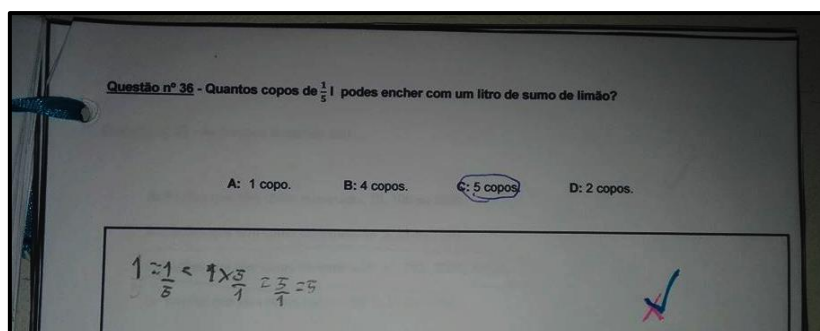 Questão nº 36 - Quantos copos de 1/5 l podes encher com um litro de sumo de limão?
A: 1 copo. B: 4 copos. C: 5 copos. D: 2 copos.
1 ÷ 1/5 = 1 × 5/1 = 5/1 = 5